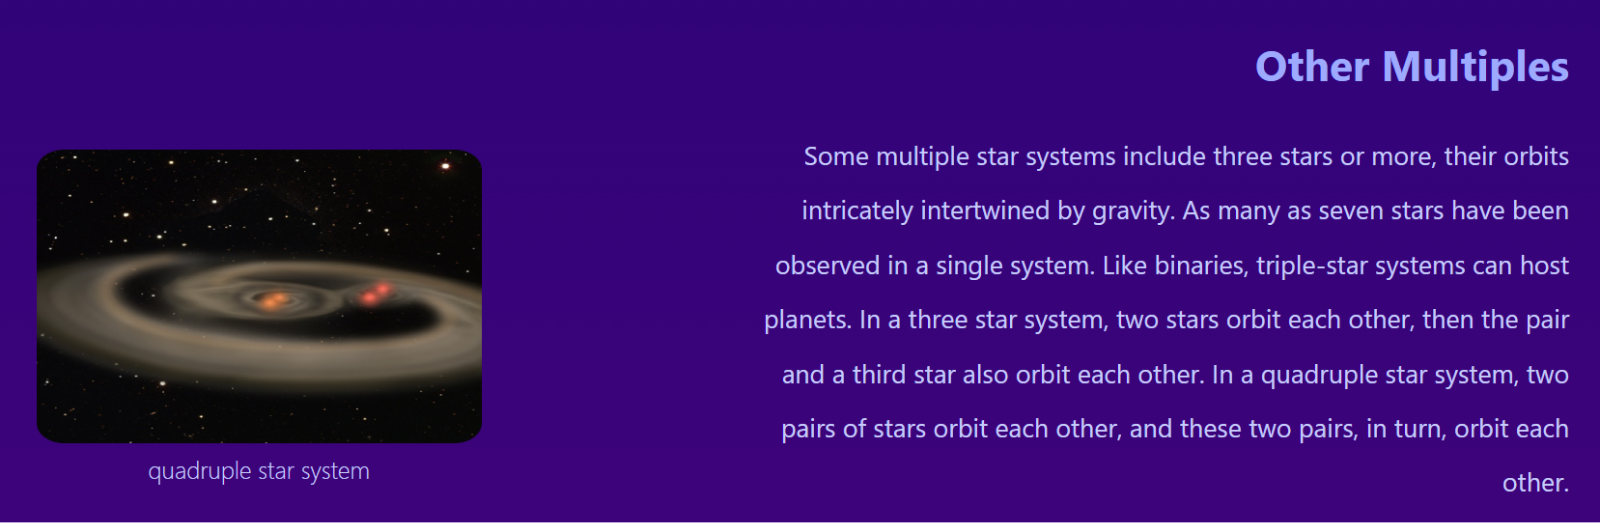 Other Multiples
Some multiple star systems include three stars or more, their orbits
intricately intertwined by gravity. As many as seven stars have been
observed in a single system. Like binaries, triple-star systems can host
planets. In a three star system, two stars orbit each other, then the pair
and a third star also orbit each other. In a quadruple star system, two
pairs of stars orbit each other, and these two pairs, in turn, orbit each
other.
quadruple star system